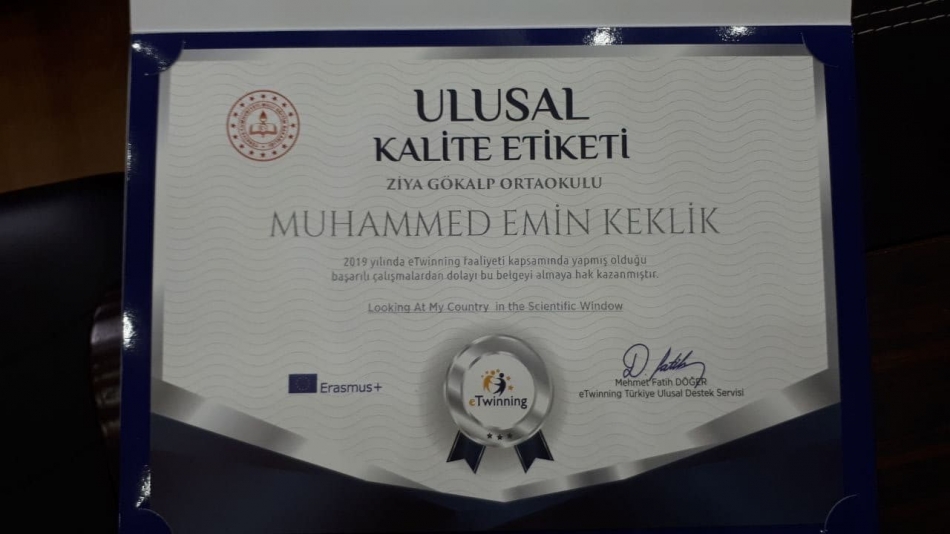 ULUSAL
KALİTE ETİKETİ
ZİYA GÖKALP ORTAOKULU
MUHAMMED EMİN KEKLİK
2019 yılında eTwinning faaliyeti kapsamında yapmış olduğu
başarılı çalışmalardan dolayı bu belgeyi almaya hak kazanmıştır.
Looking At My Country in the Scientific Window
Erasmus+
eTwinning
D. Fatih
Mehmet Fatih DÖĞER
eTwinning Türkiye Ulusal Destek Servisi